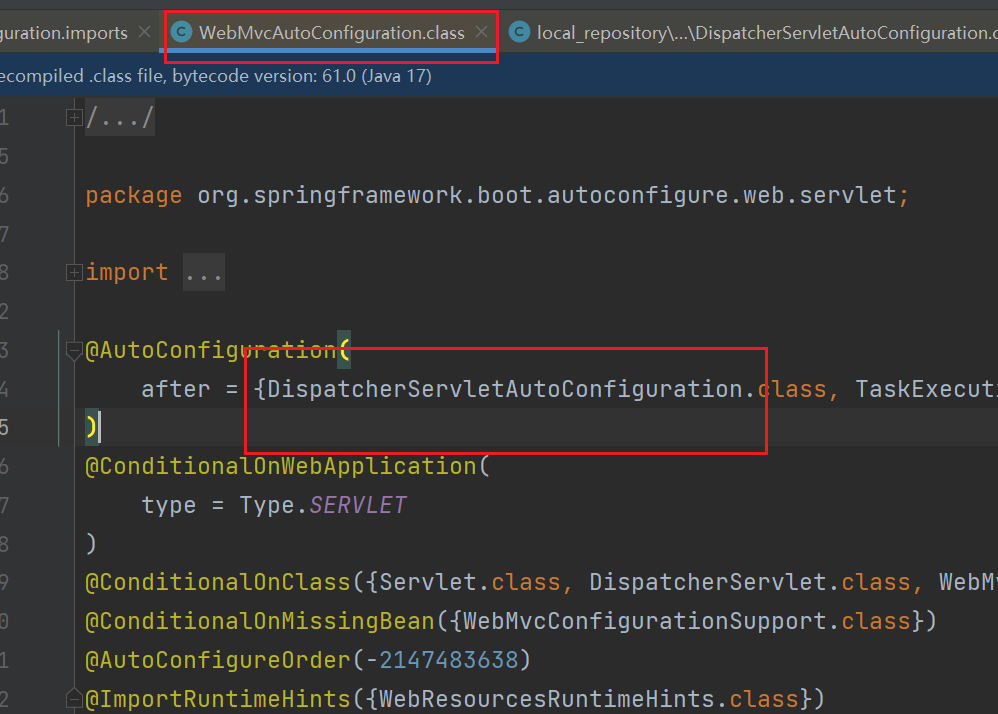 guration.imports WebMvcAutoConfiguration.class local_repository\...\DispatcherServletAutoConfiguration.c
ecompiled .class file, bytecode version: 61.0 (Java 17)
1 /.../
5
6 package org.springframework.boot.autoconfigure.web.servlet;
7
8 import ...
2
3 @AutoConfiguration(
4 after = {DispatcherServletAutoConfiguration.class, TaskExecuti
5 )
6 @ConditionalOnWebApplication(
7 type = Type.SERVLET
8 )
9 @ConditionalOnClass({Servlet.class, DispatcherServlet.class, WebMv
0 @ConditionalOnMissingBean({WebMvcConfigurationSupport.class})
1 @AutoConfigureOrder(-2147483638)
2 @ImportRuntimeHints({WebResourcesRuntimeHints.class})